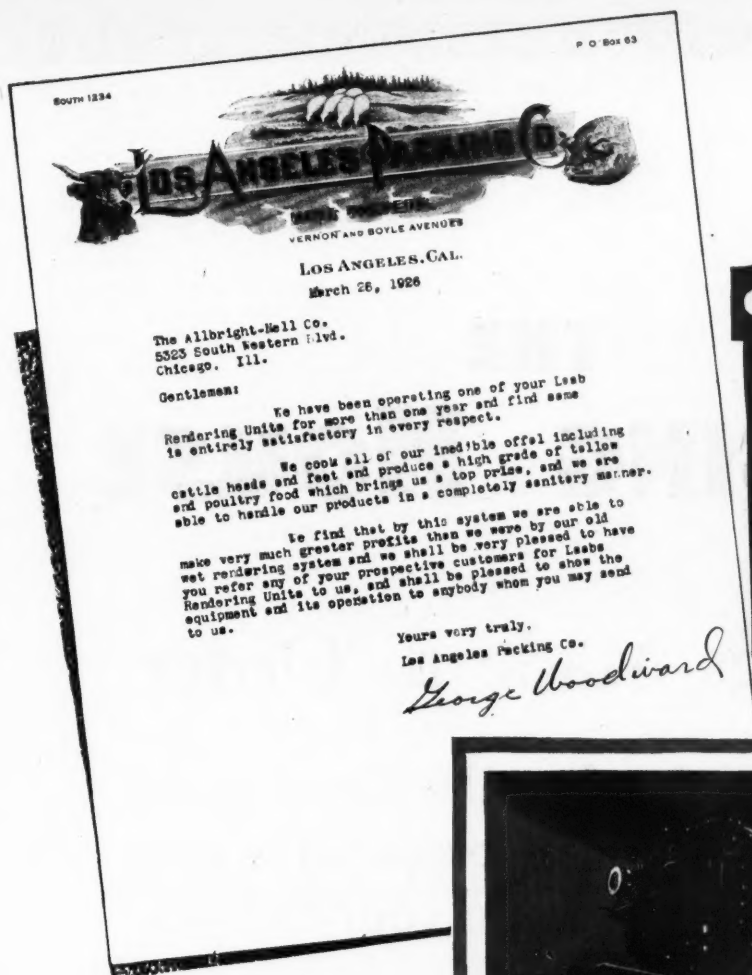 SOUTH 1234
P O BOX 63
LOS ANGELES PACKING CO.
VERNON AND BOYLE AVENUES
LOS ANGELES, CAL.
March 26, 1926
The Allbright-Nell Co.
5323 South Western Blvd.
Chicago, Ill.
Gentlemen:
We have been operating one of your Laab
Rendering Units for more than one year and find same
is entirely satisfactory in every respect.
We cook all of our inedible offal including
cattle heads and feet and produce a high grade of tallow
and poultry food which brings us a top price, and we are
able to handle our products in a completely sanitary manner.
We find that by this system we are able to
make very much greater profits than we were by our old
wet rendering system and we shall be very pleased to have
you refer any of your prospective customers for Laabs
Rendering Units to us, and shall be pleased to show the
equipment and its operation to anybody whom you may send
to us.
Yours very truly,
Los Angeles Packing Co.
George Woodward